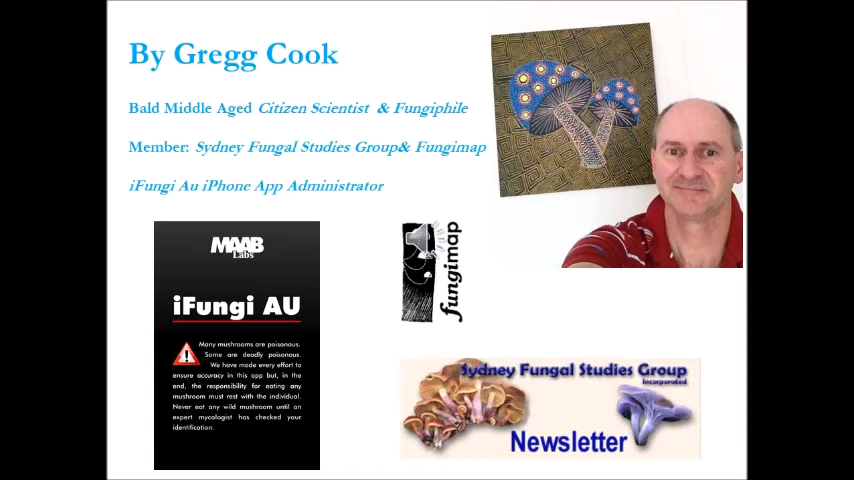 By Gregg Cook
Bald Middle Aged Citizen Scientist & Fungiphile
Member: Sydney Fungal Studies Group& Fungimap
iFungi Au iPhone App Administrator
MAAB
Labs
iFungi AU
Many mushrooms are poisonous.
Some are deadly poisonous.
We have made every effort to
ensure accuracy in this app but, in the
end, the responsibility for eating any
mushroom must rest with the individual.
Never eat any wild mushroom until an
expert mycologist has checked your
identification.
fungimap
Sydney Fungal Studies Group
Incorporated
Newsletter